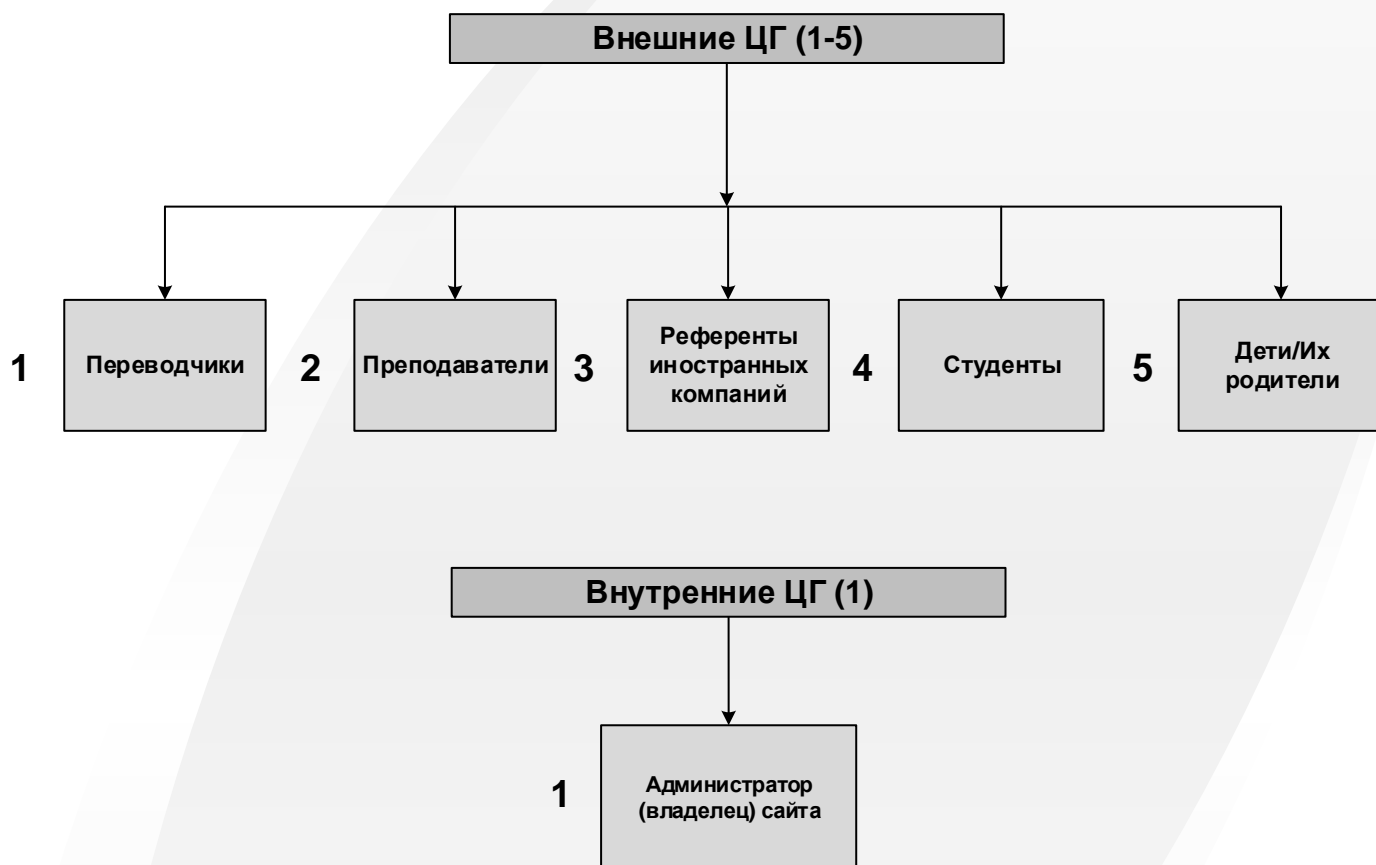 Внешние ЦГ (1-5)
1
Переводчики
2
Преподаватели
3
Референты
иностранных
компаний
4
Студенты
5
Дети/Их
родители
Внутренние ЦГ (1)
1
Администратор
(владелец) сайта